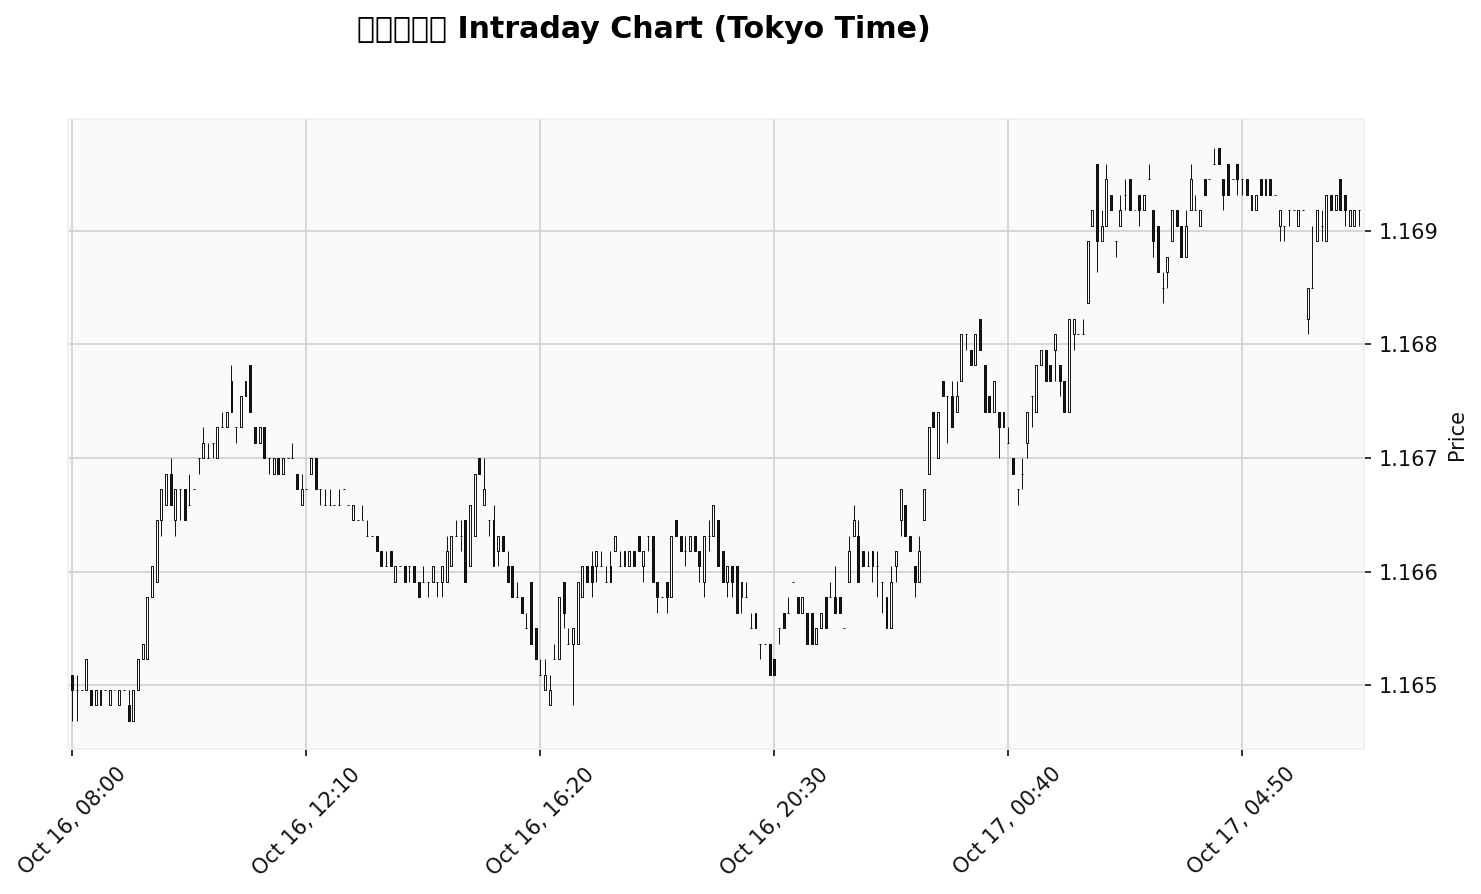 Intraday Chart (Tokyo Time)
1.169
1.168
1.167
1.166
1.165
Price
Oct 16, 08:00
Oct 16, 12:10
Oct 16, 16:20
Oct 16, 20:30
Oct 17, 00:40
Oct 17, 04:50